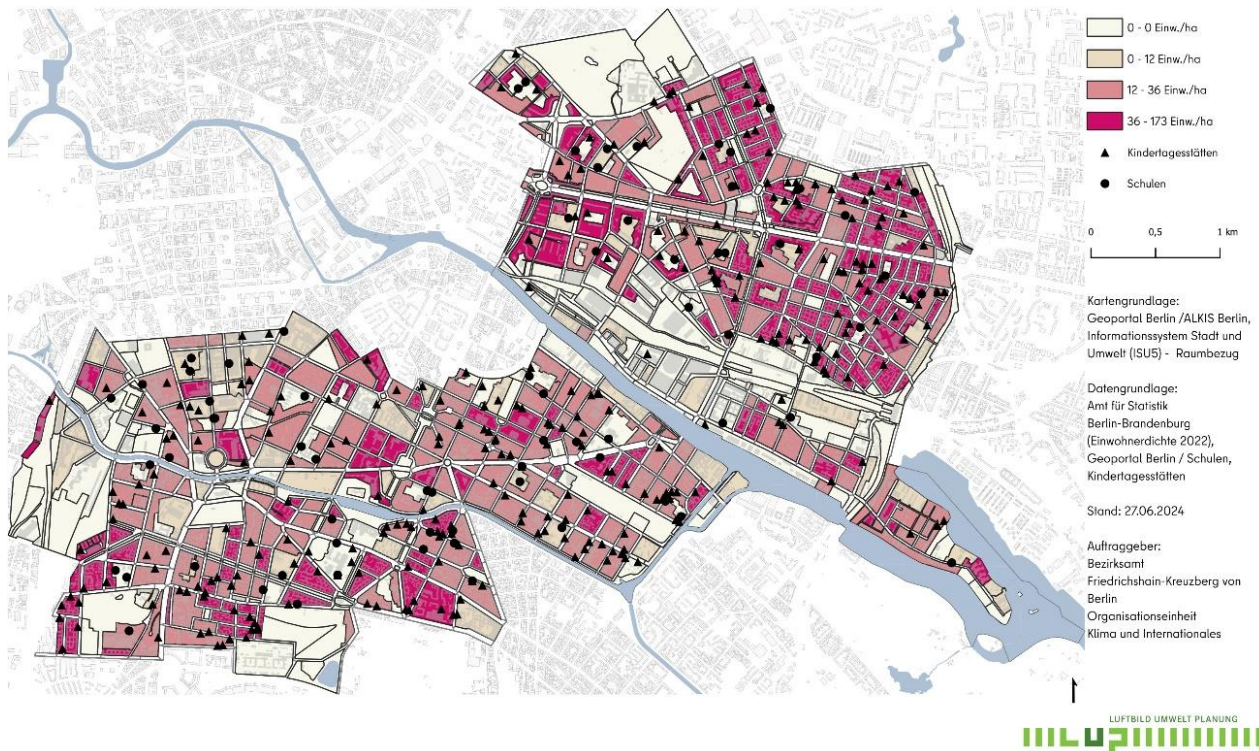 0 - 0 Einw./ha
0 - 12 Einw./ha
12 - 36 Einw./ha
36 - 173 Einw./ha
Kindertagesstätten
Schulen
0 0,5 1 km
Kartengrundlage:
Geoportal Berlin /ALKIS Berlin,
Informationssystem Stadt und
Umwelt (ISU5) - Raumbezug
Datengrundlage:
Amt für Statistik
Berlin-Brandenburg
(Einwohnerdichte 2022),
Geoportal Berlin / Schulen,
Kindertagesstätten
Stand: 27.06.2024
Auftraggeber:
Bezirksamt
Friedrichshain-Kreuzberg von
Berlin
Organisationseinheit
Klima und Internationales
LUFTBILD UMWELT PLANUNG